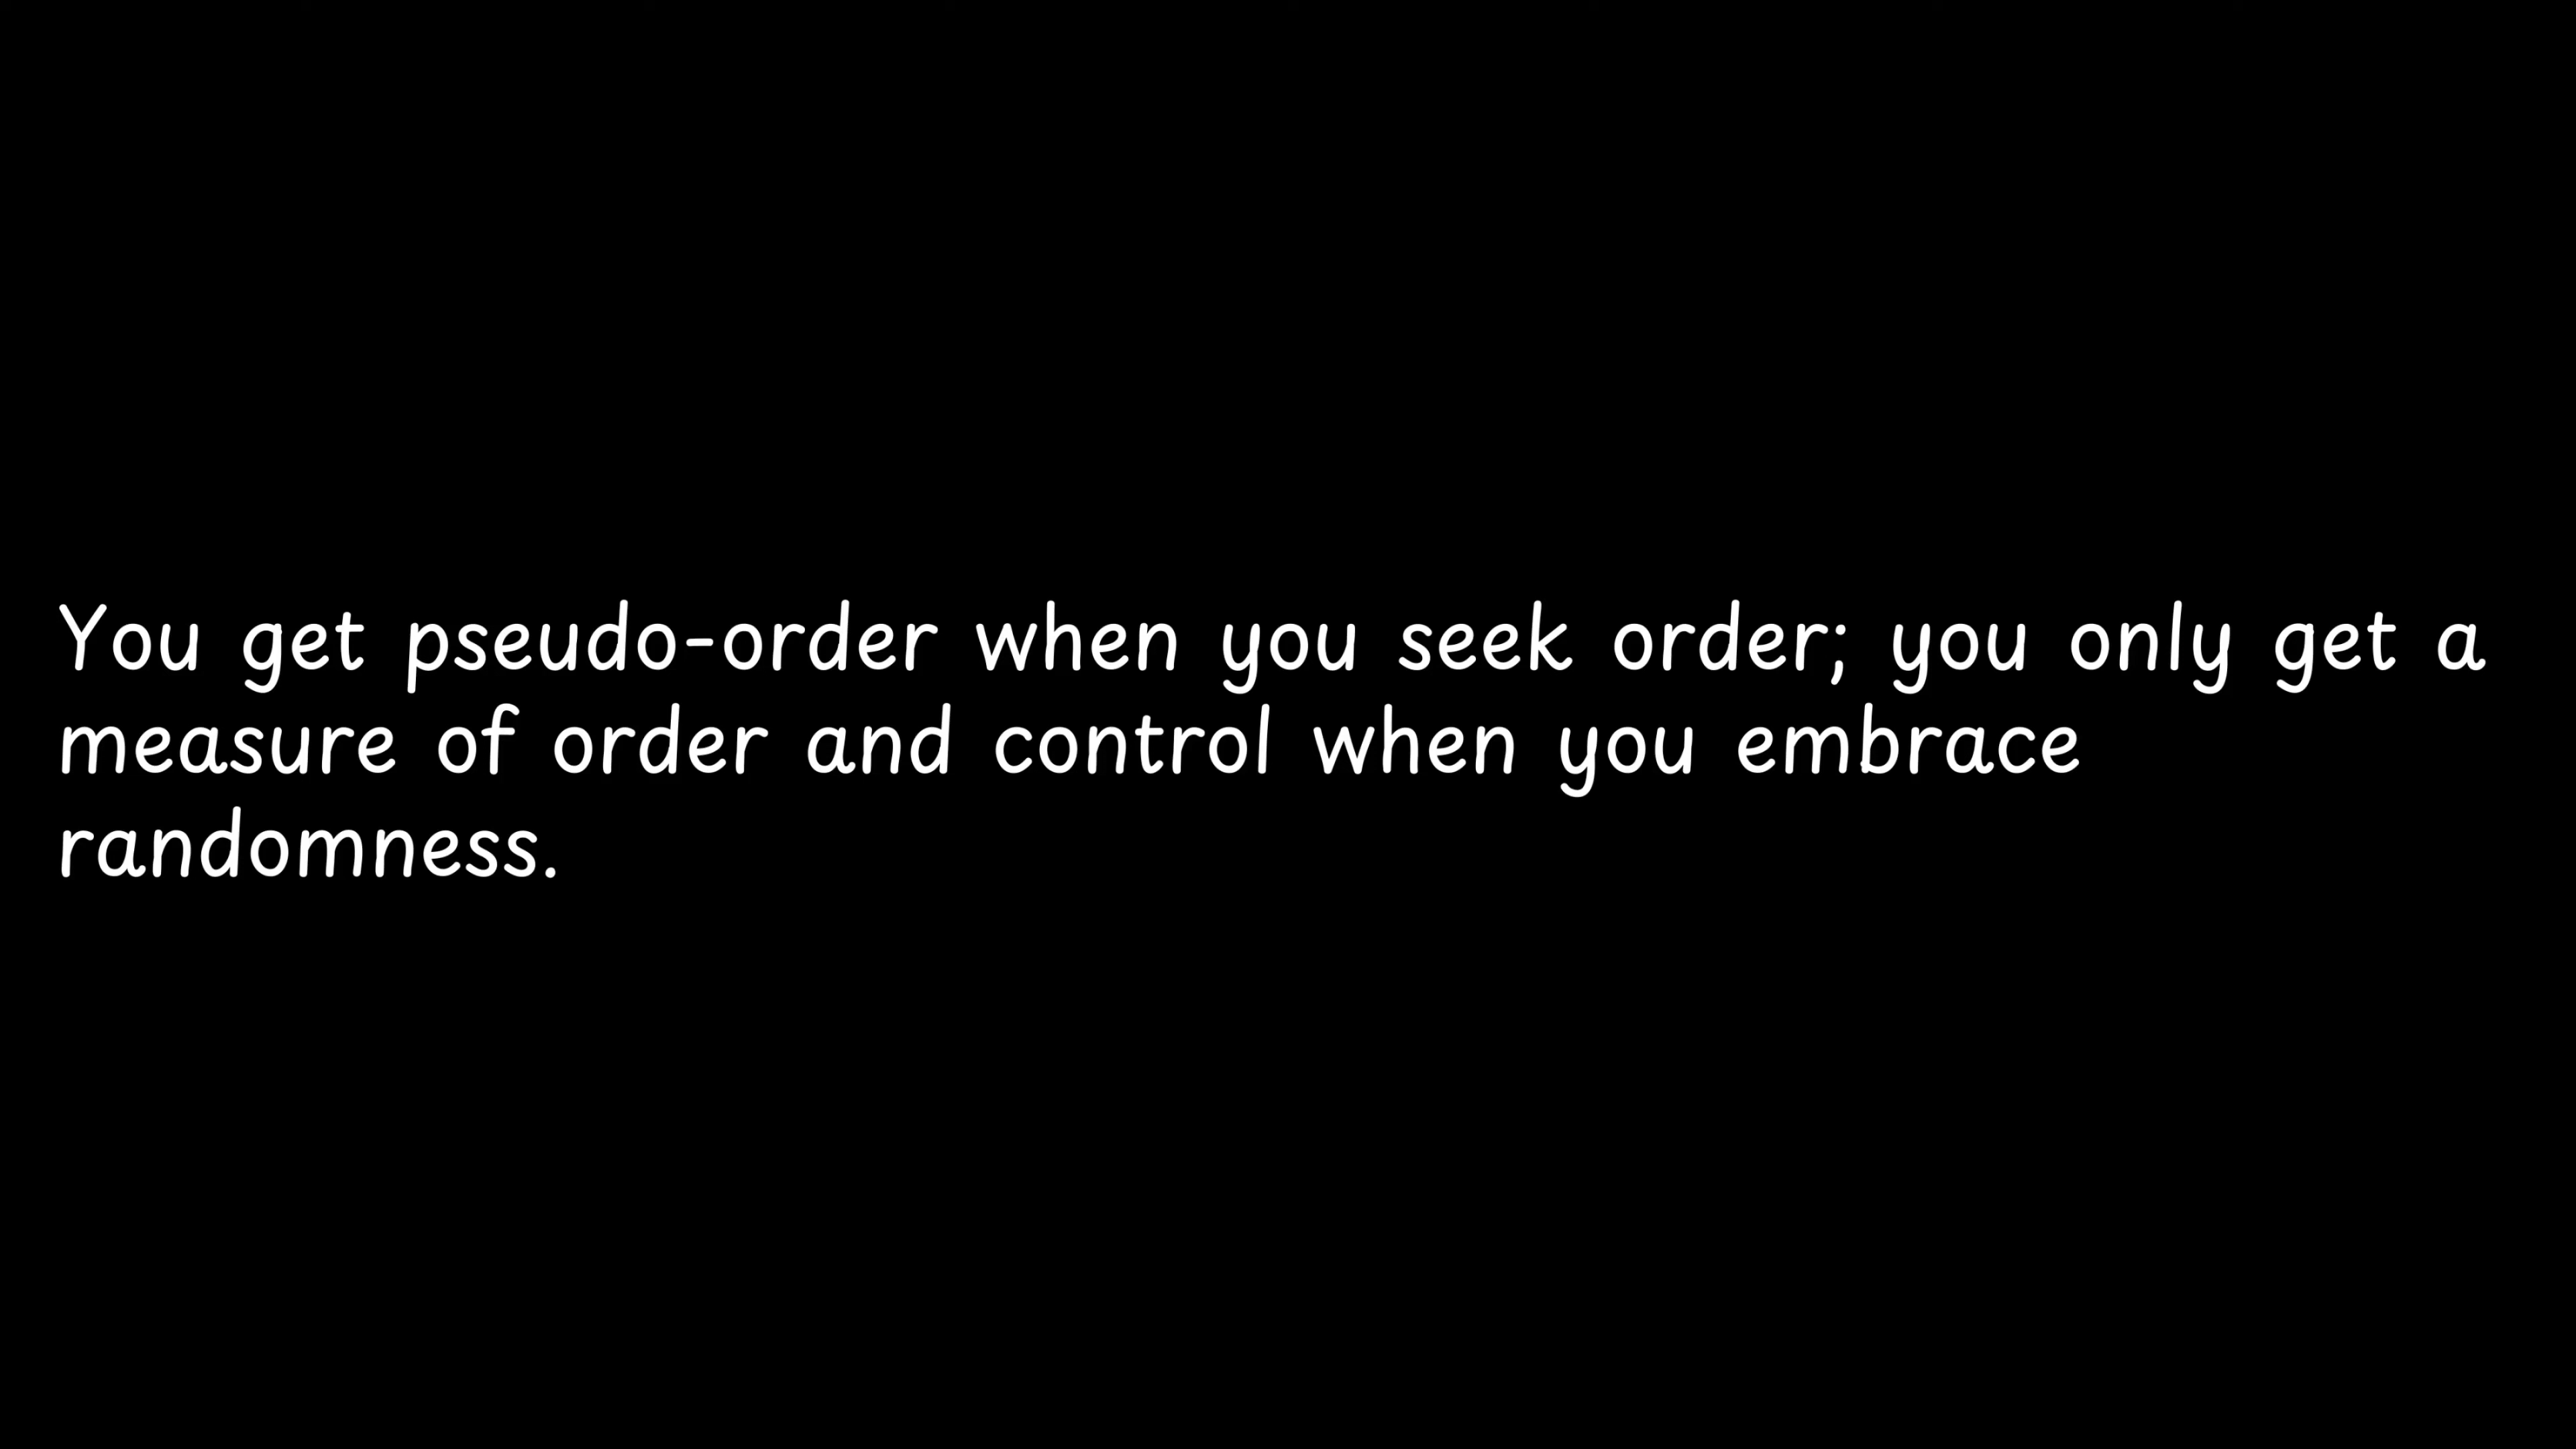 You get pseudo-order when you seek order; you only get a
measure of order and control when you embrace
randomness.